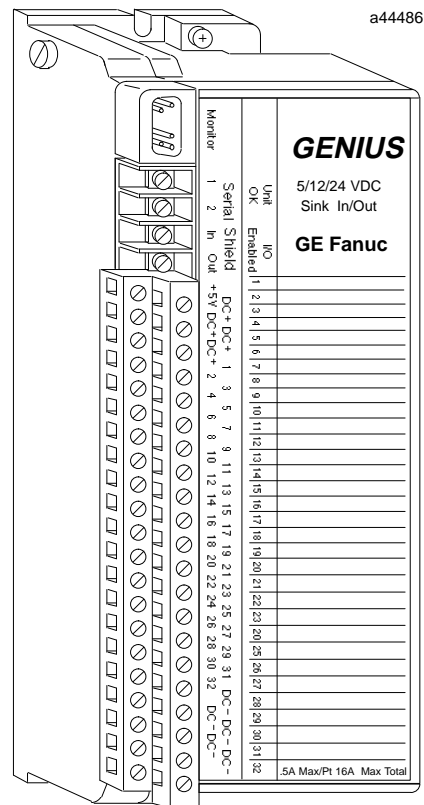 a44486
GENIUS
5/12/24 VDC
Sink In/Out
GE Fanuc
Unit OK
I/O Enabled
Monitor
Serial Shield
1 2 In Out +5V DC+ DC+ 2 4 6 8 10 12 14 16 18 20 22 24 26 28 30 32 DC- DC-
DC+ DC+ 1 3 5 7 9 11 13 15 17 19 21 23 25 27 29 31 DC- DC- DC-
1
2
3
4
5
6
7
8
9
10
11
12
13
14
15
16
17
18
19
20
21
22
23
20
25
26
27
28
29
30
31
32
.5A Max/Pt 16A Max Total